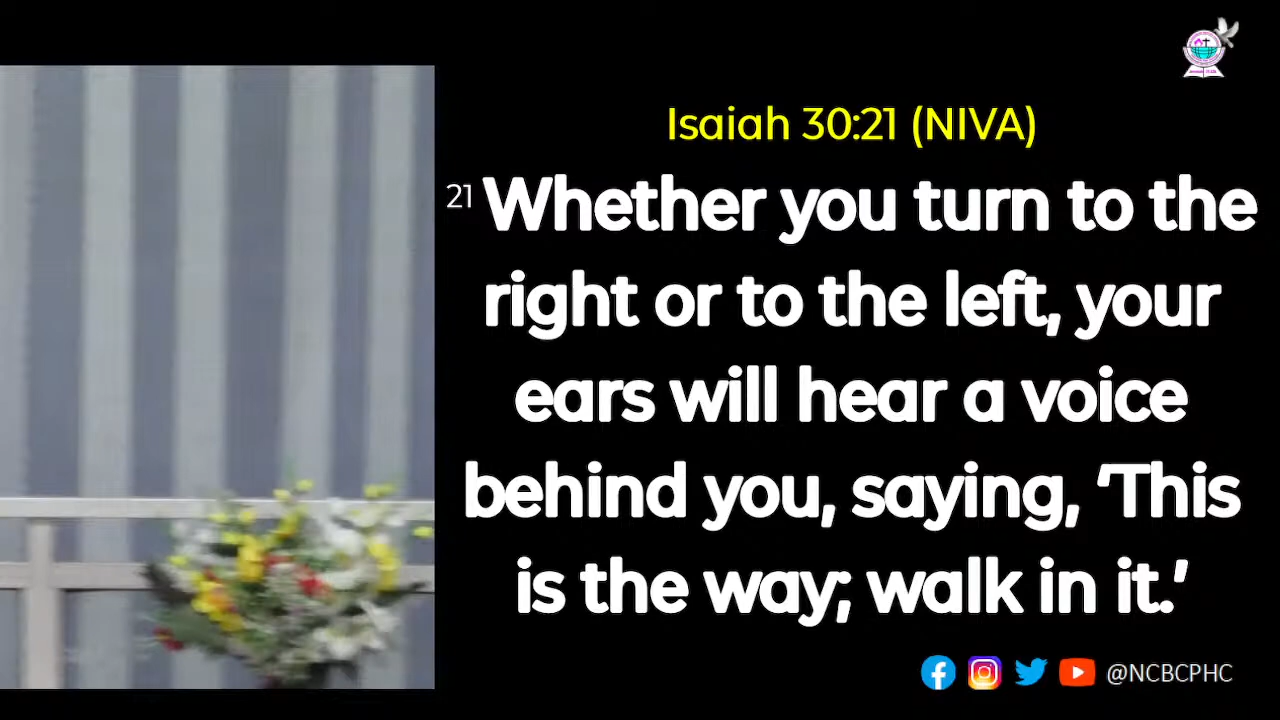 Isaiah 30:21 (NIVA)
21 Whether you turn to the
right or to the left, your
ears will hear a voice
behind you, saying, ‘This
is the way; walk in it.’
@NCBCPHC